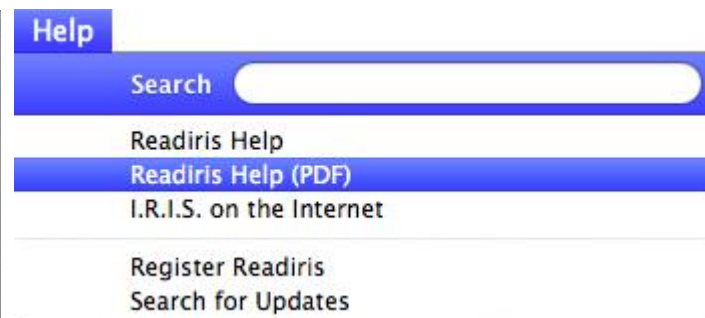 Help
Search
Readiris Help
Readiris Help (PDF)
I.R.I.S. on the Internet
Register Readiris
Search for Updates